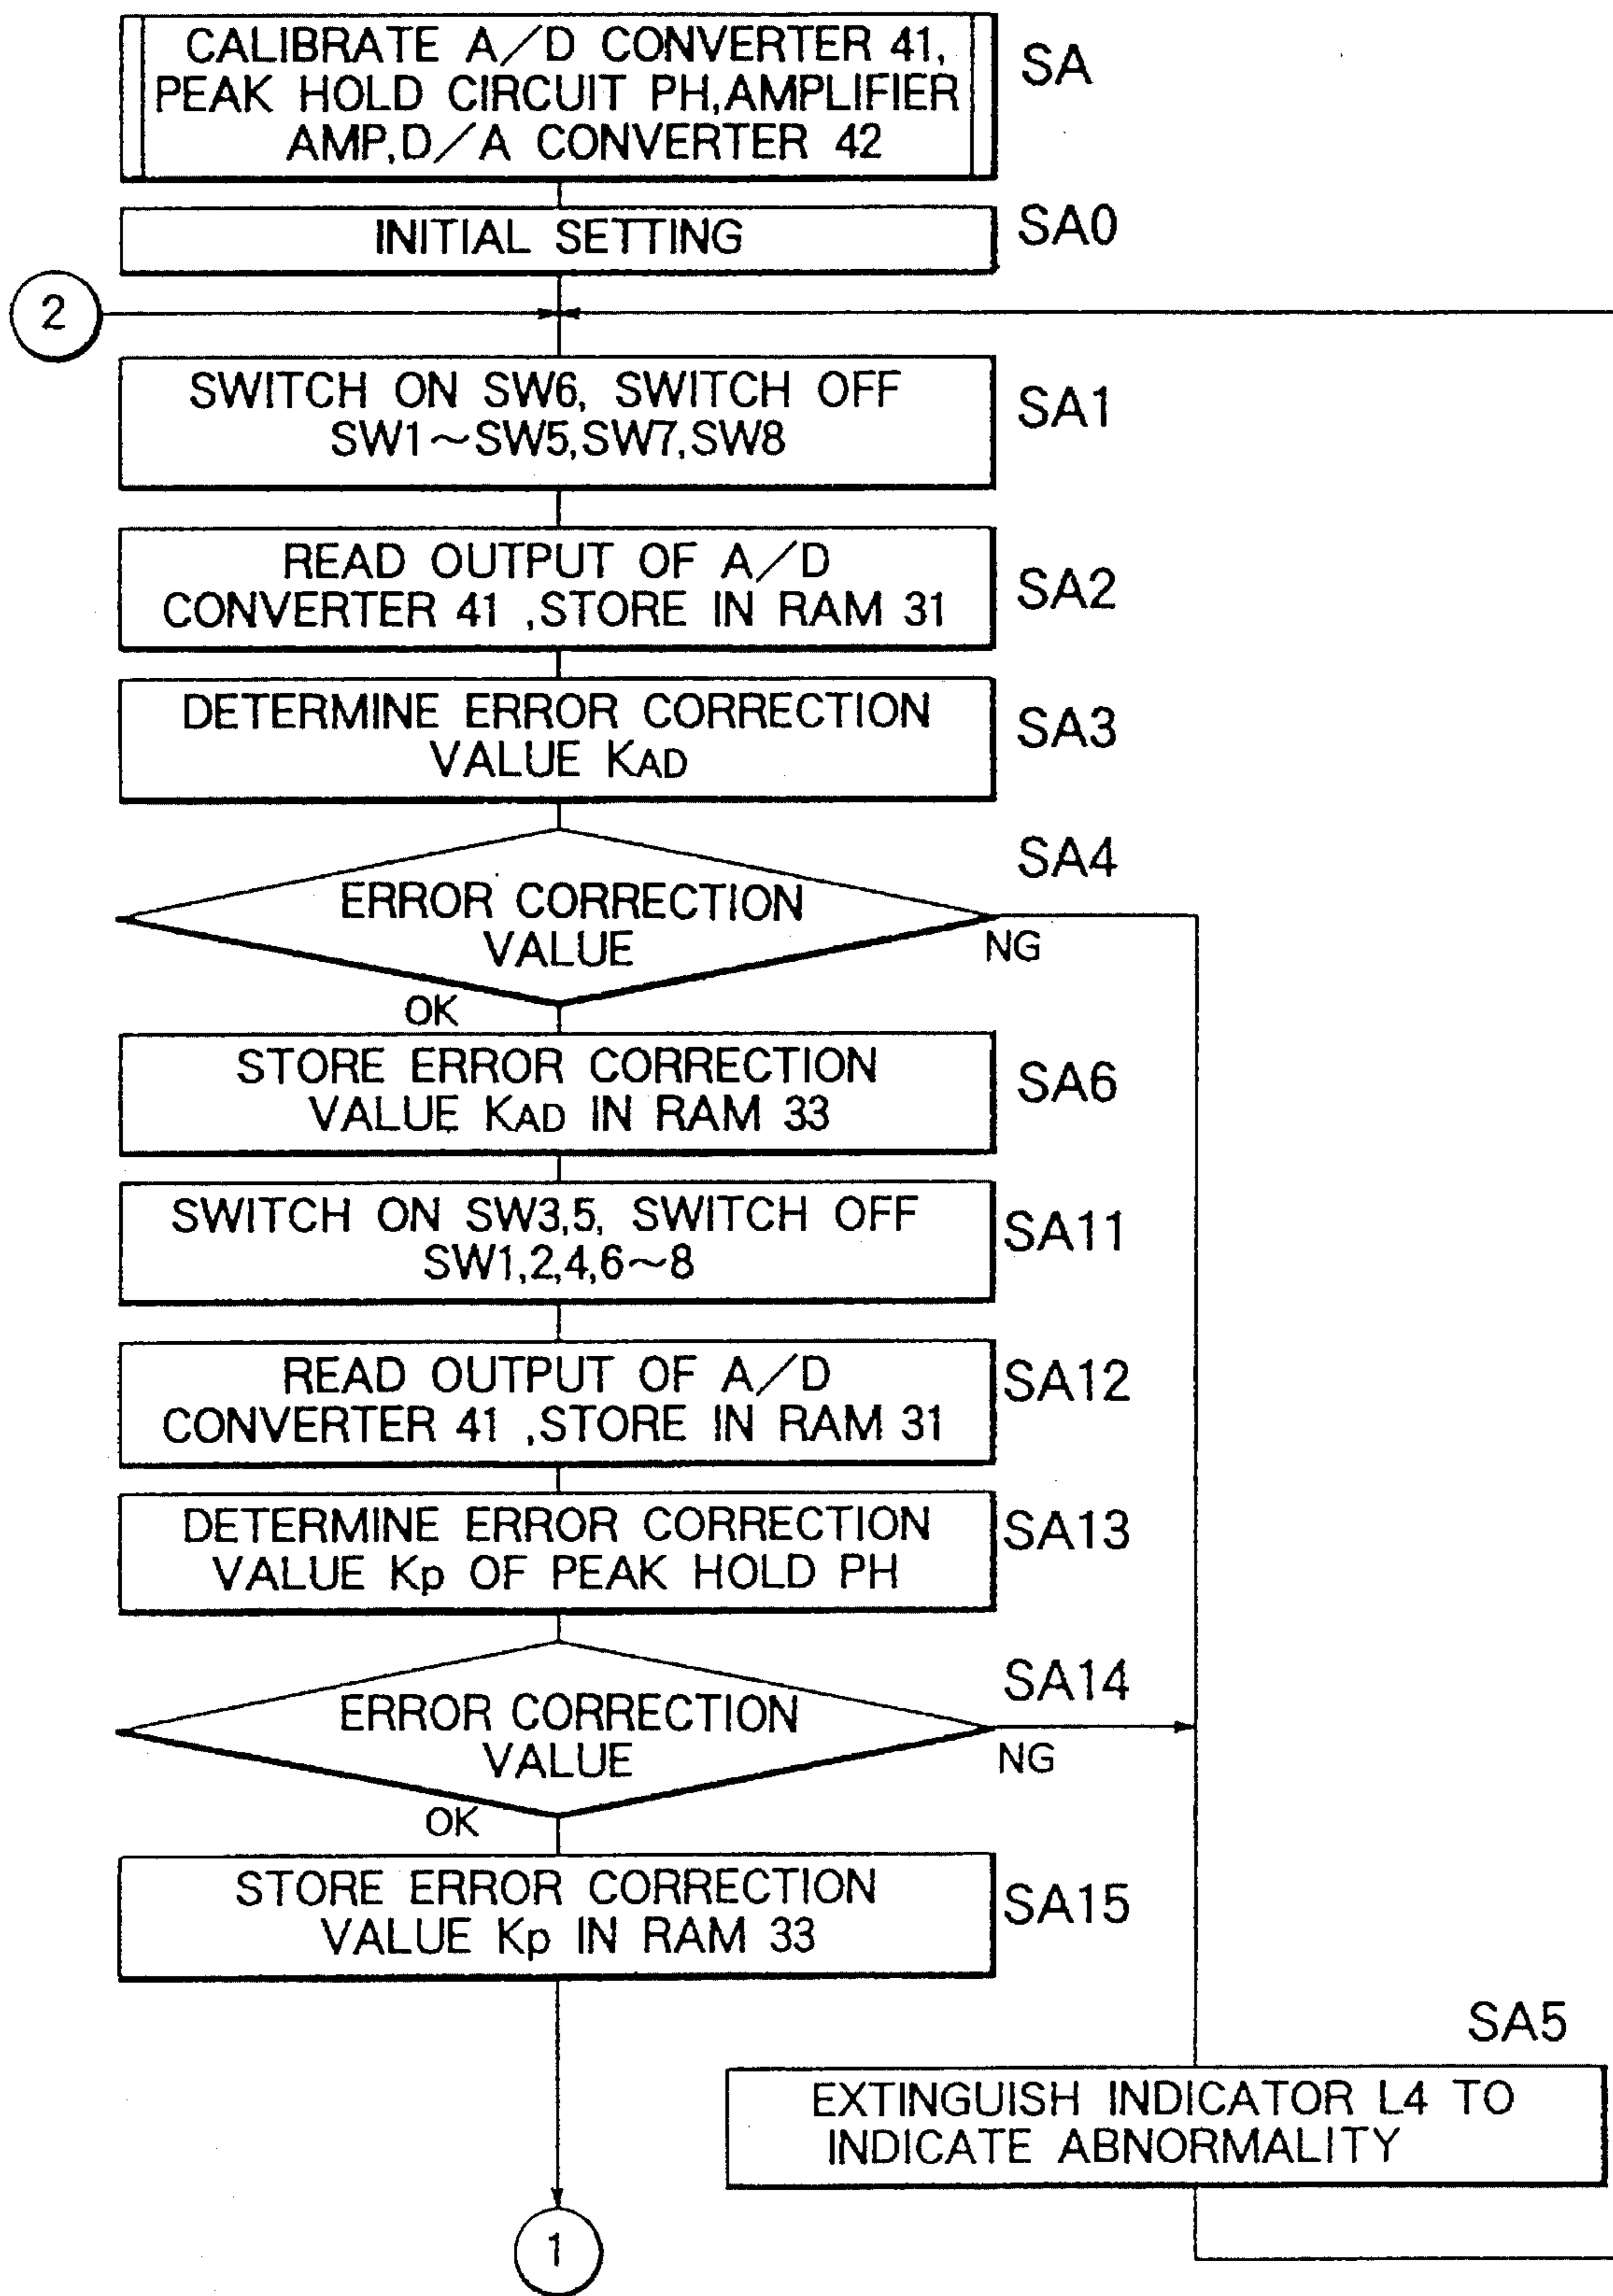 CALIBRATE A/D CONVERTER 41,
PEAK HOLD CIRCUIT PH,AMPLIFIER
AMP,D/A CONVERTER 42
SA
INITIAL SETTING
SA0
2
SWITCH ON SW6, SWITCH OFF
SW1~SW5,SW7,SW8
SA1
READ OUTPUT OF A/D
CONVERTER 41 ,STORE IN RAM 31
SA2
DETERMINE ERROR CORRECTION
VALUE KAD
SA3
SA4
ERROR CORRECTION
VALUE
NG
OK
STORE ERROR CORRECTION
VALUE KAD IN RAM 33
SA6
SWITCH ON SW3,5, SWITCH OFF
SW1,2,4,6~8
SA11
READ OUTPUT OF A/D
CONVERTER 41 ,STORE IN RAM 31
SA12
DETERMINE ERROR CORRECTION
VALUE Kp OF PEAK HOLD PH
SA13
SA14
ERROR CORRECTION
VALUE
NG
OK
STORE ERROR CORRECTION
VALUE Kp IN RAM 33
SA15
SA5
EXTINGUISH INDICATOR L4 TO
INDICATE ABNORMALITY
1